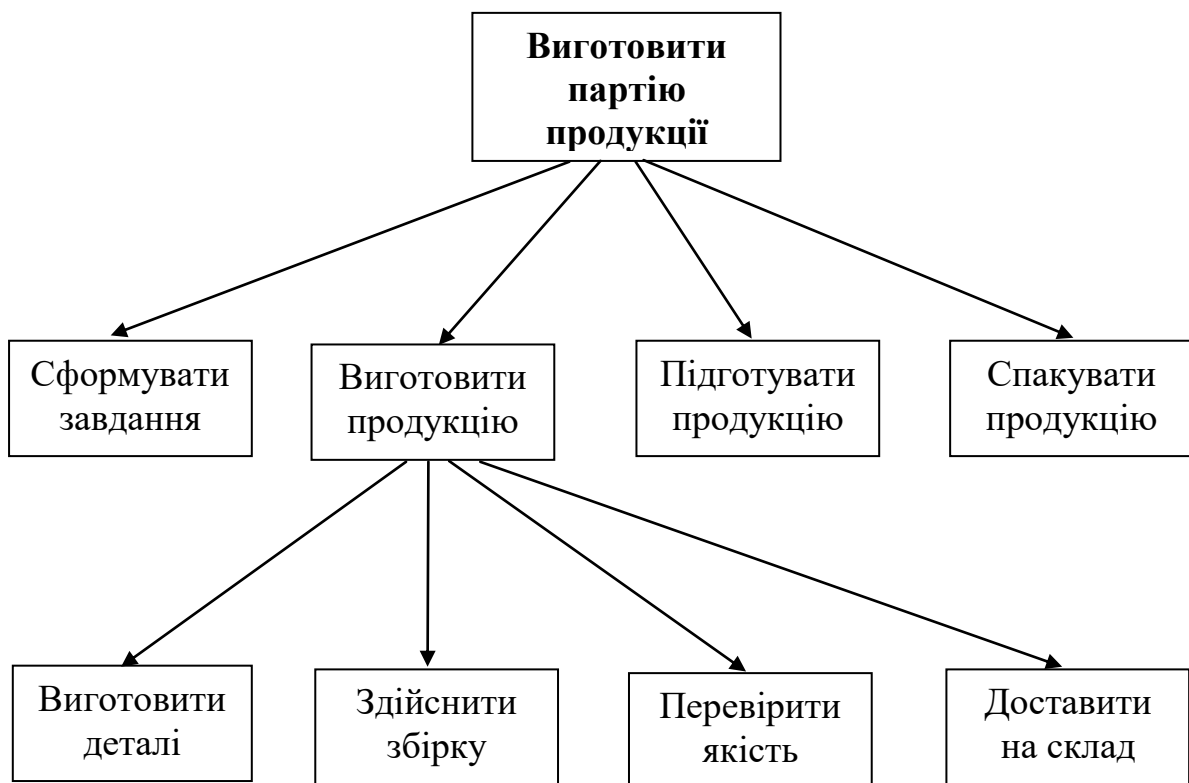 Виготовити
партію
продукції
Сформувати
завдання
Виготовити
продукцію
Підготувати
продукцію
Спакувати
продукцію
Виготовити
деталі
Здійснити
збірку
Перевірити
якість
Доставити
на склад